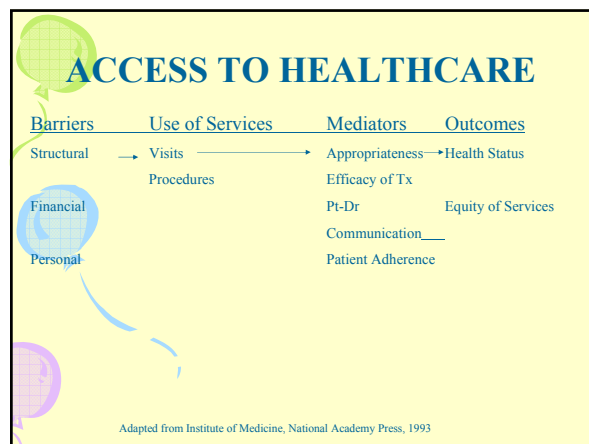 ACCESS TO HEALTHCARE
Barriers Use of Services Mediators Outcomes
Structural Visits Appropriateness Health Status
Procedures Efficacy of Tx
Financial Pt-Dr Equity of Services
Communication
Personal Patient Adherence
Adapted from Institute of Medicine, National Academy Press, 1993